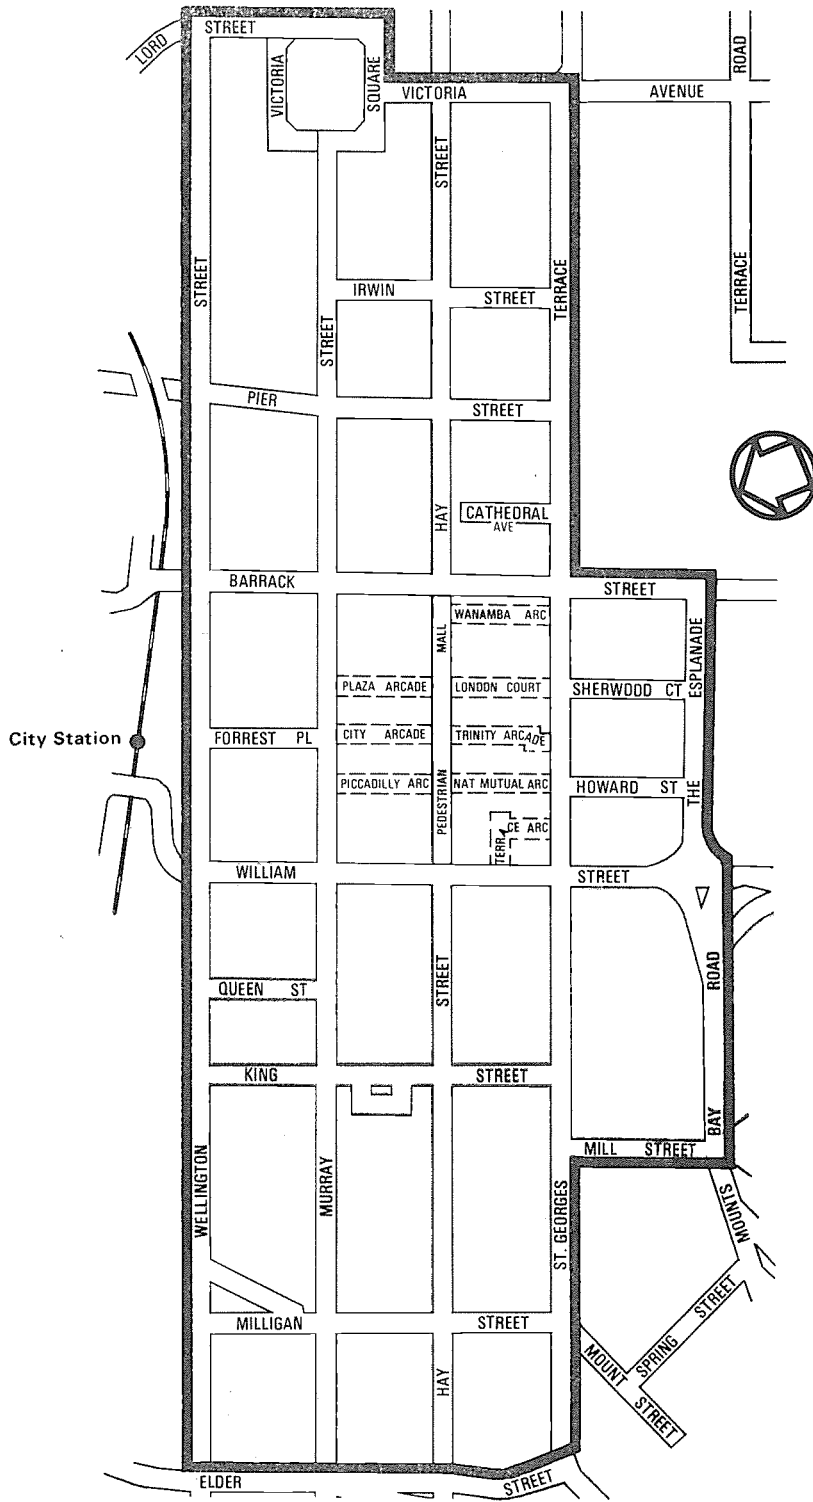 STREET
LORD
VICTORIA
SQUARE
VICTORIA
AVENUE
ROAD
STREET
STREET
IRWIN
STREET
TERRACE
TERRACE
STREET
PIER
STREET
CATHEDRAL
AVE
HAY
BARRACK
STREET
WANAMBA ARC
MALL
ESPLANADE
PLAZA ARCADE
LONDON COURT
SHERWOOD CT
City Station
FORREST PL
CITY ARCADE
TRINITY ARCADE
PICCADILLY ARC
NAT MUTUAL ARC
HOWARD ST
THE
PEDESTRIAN
TERRACE ARC
WILLIAM
STREET
QUEEN ST
STREET
ROAD
KING
STREET
BAY
MILL STREET
WELLINGTON
MURRAY
ST. GEORGES
MOUNTS
MILLIGAN
STREET
SPRING STREET
MOUNT STREET
HAY
ELDER
STREET